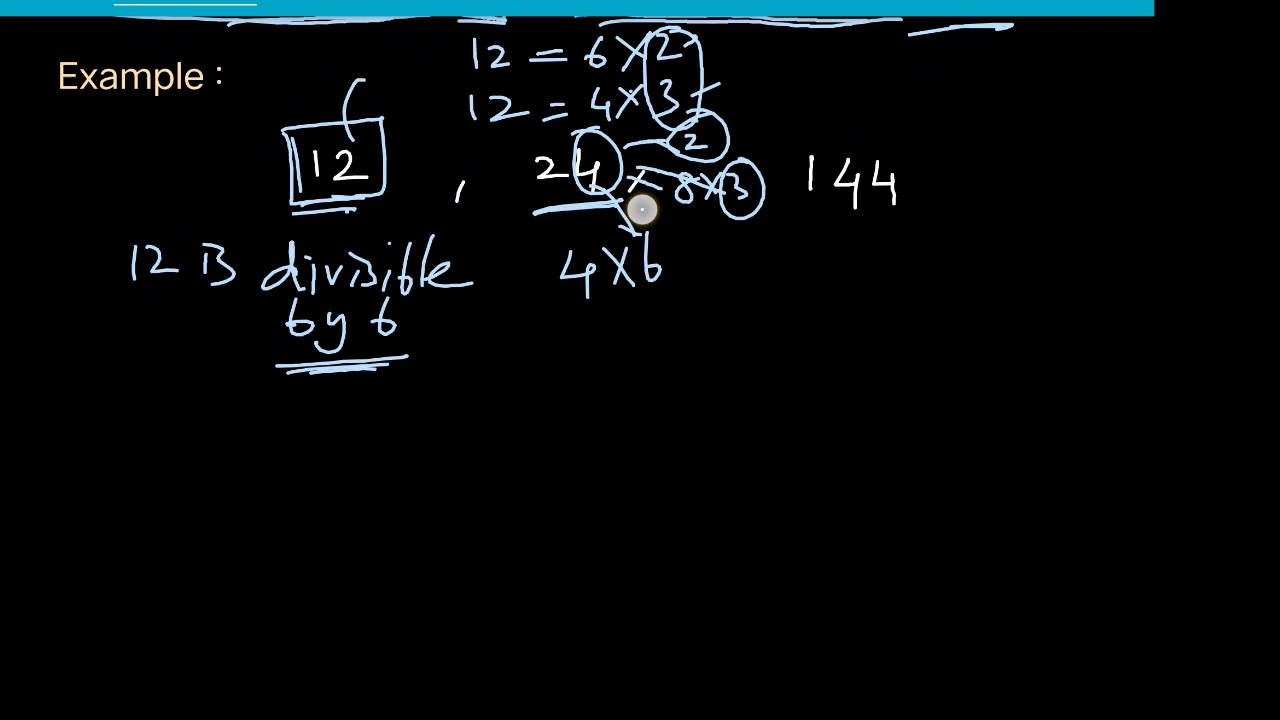 12 = 6 X 2
Example :
12 = 4 X 3
2
12 , 24 = 8 X 3 144
12 is divisible
by 6
4 X 6